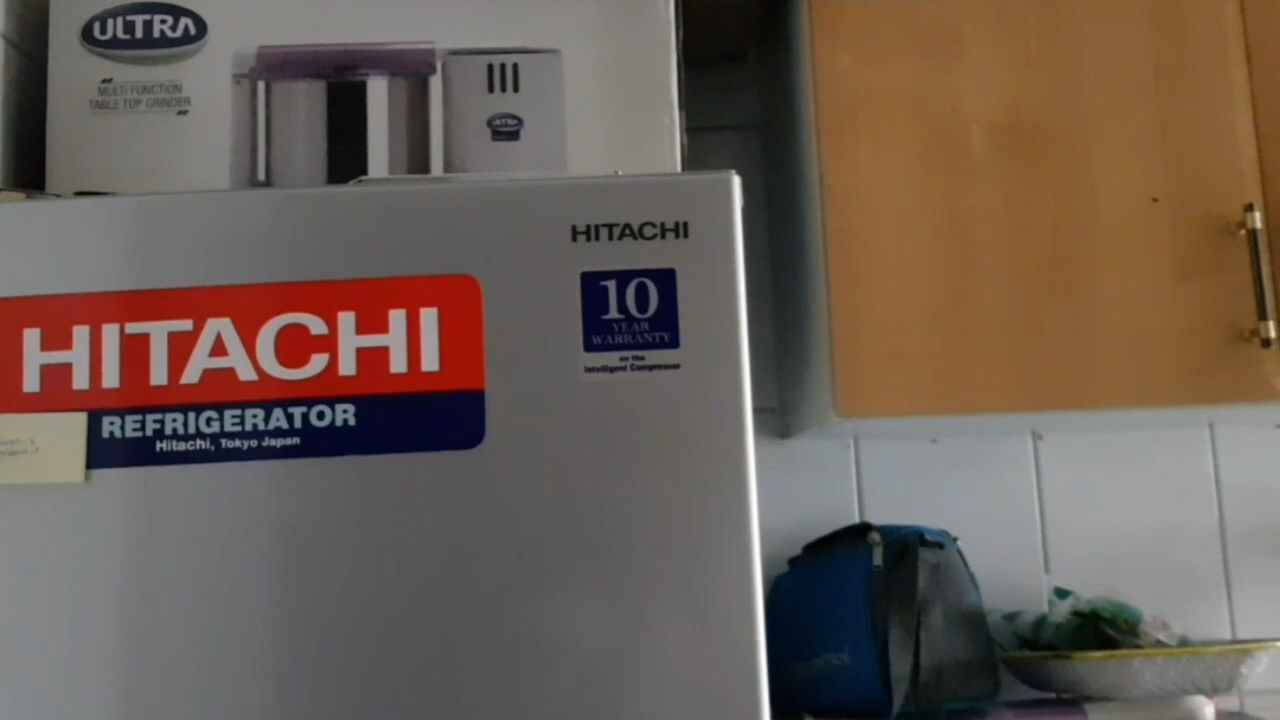 ULTRA
MULTI FUNCTION
TABLE TOP GRINDER
ULTRA
HITACHI
10
YEAR
WARRANTY
on the
Intelligent Compressor
HITACHI
REFRIGERATOR
Hitachi, Tokyo Japan